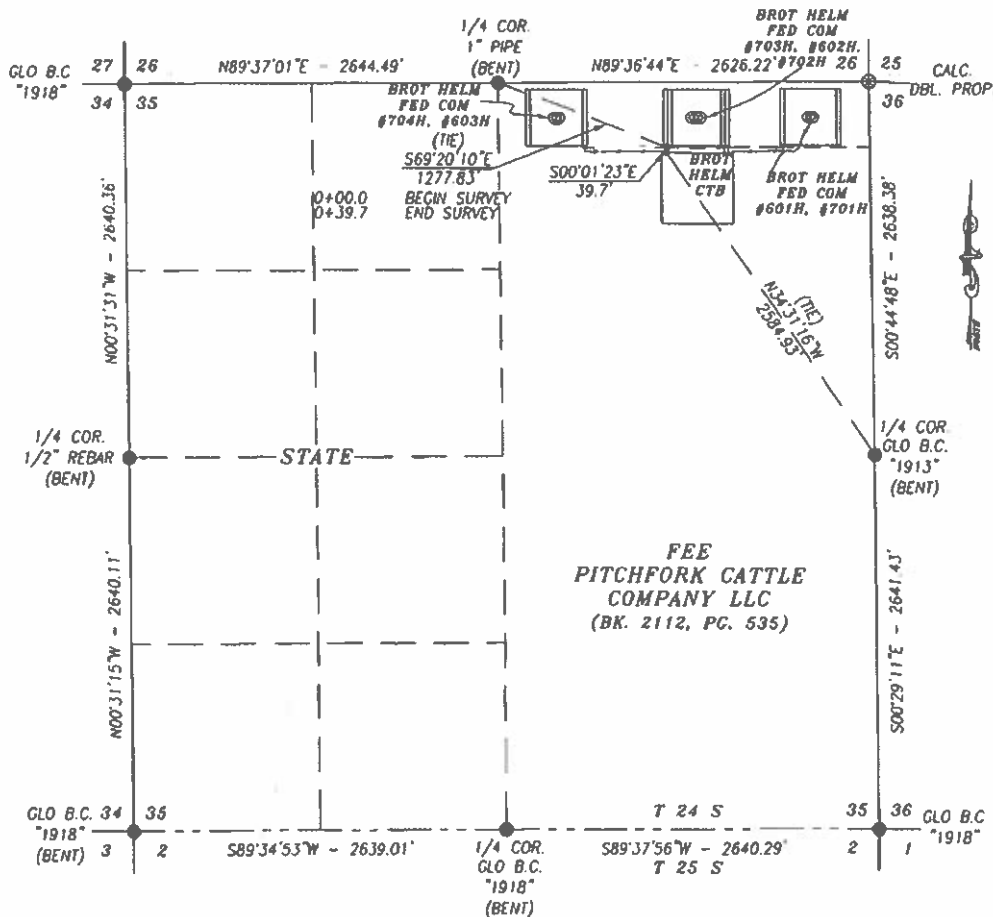 1/4 COR.
1" PIPE
(BENT)
BROT HELM
FED COM
#703H, #602H,
#702H
GLO B.C
"1918"
27 26
34 35
N89°37'01"E - 2644.49'
N89°36'44"E - 2626.22'
26 25
36
CALC.
DBL. PROP
BROT HELM
FED COM
#704H, #603H
(TIE)
S69°20'10"E
1277.83'
0+00.0 BEGIN SURVEY
0+39.7 END SURVEY
S00°01'23"E
39.7'
BROT
HELM
CTB
BROT HELM
FED COM
#601H, #701H
N00°31'31"W - 2640.36'
S00°44'48"E - 2638.38'
(TIE)
N34°31'16"W
2584.93'
1/4 COR.
1/2" REBAR
(BENT)
STATE
1/4 COR.
GLO B.C.
"1913"
(BENT)
FEE
PITCHFORK CATTLE
COMPANY LLC
(BK. 2112, PG. 535)
N00°31'15"W - 2640.11'
S00°29'11"E - 2641.43'
GLO B.C.
"1918"
(BENT)
34 35
3 2
S89°34'53"W - 2639.01'
1/4 COR.
GLO B.C.
"1918"
(BENT)
T 24 S
S89°37'56"W - 2640.29'
T 25 S
35 36
2 1
GLO B.C
"1918"